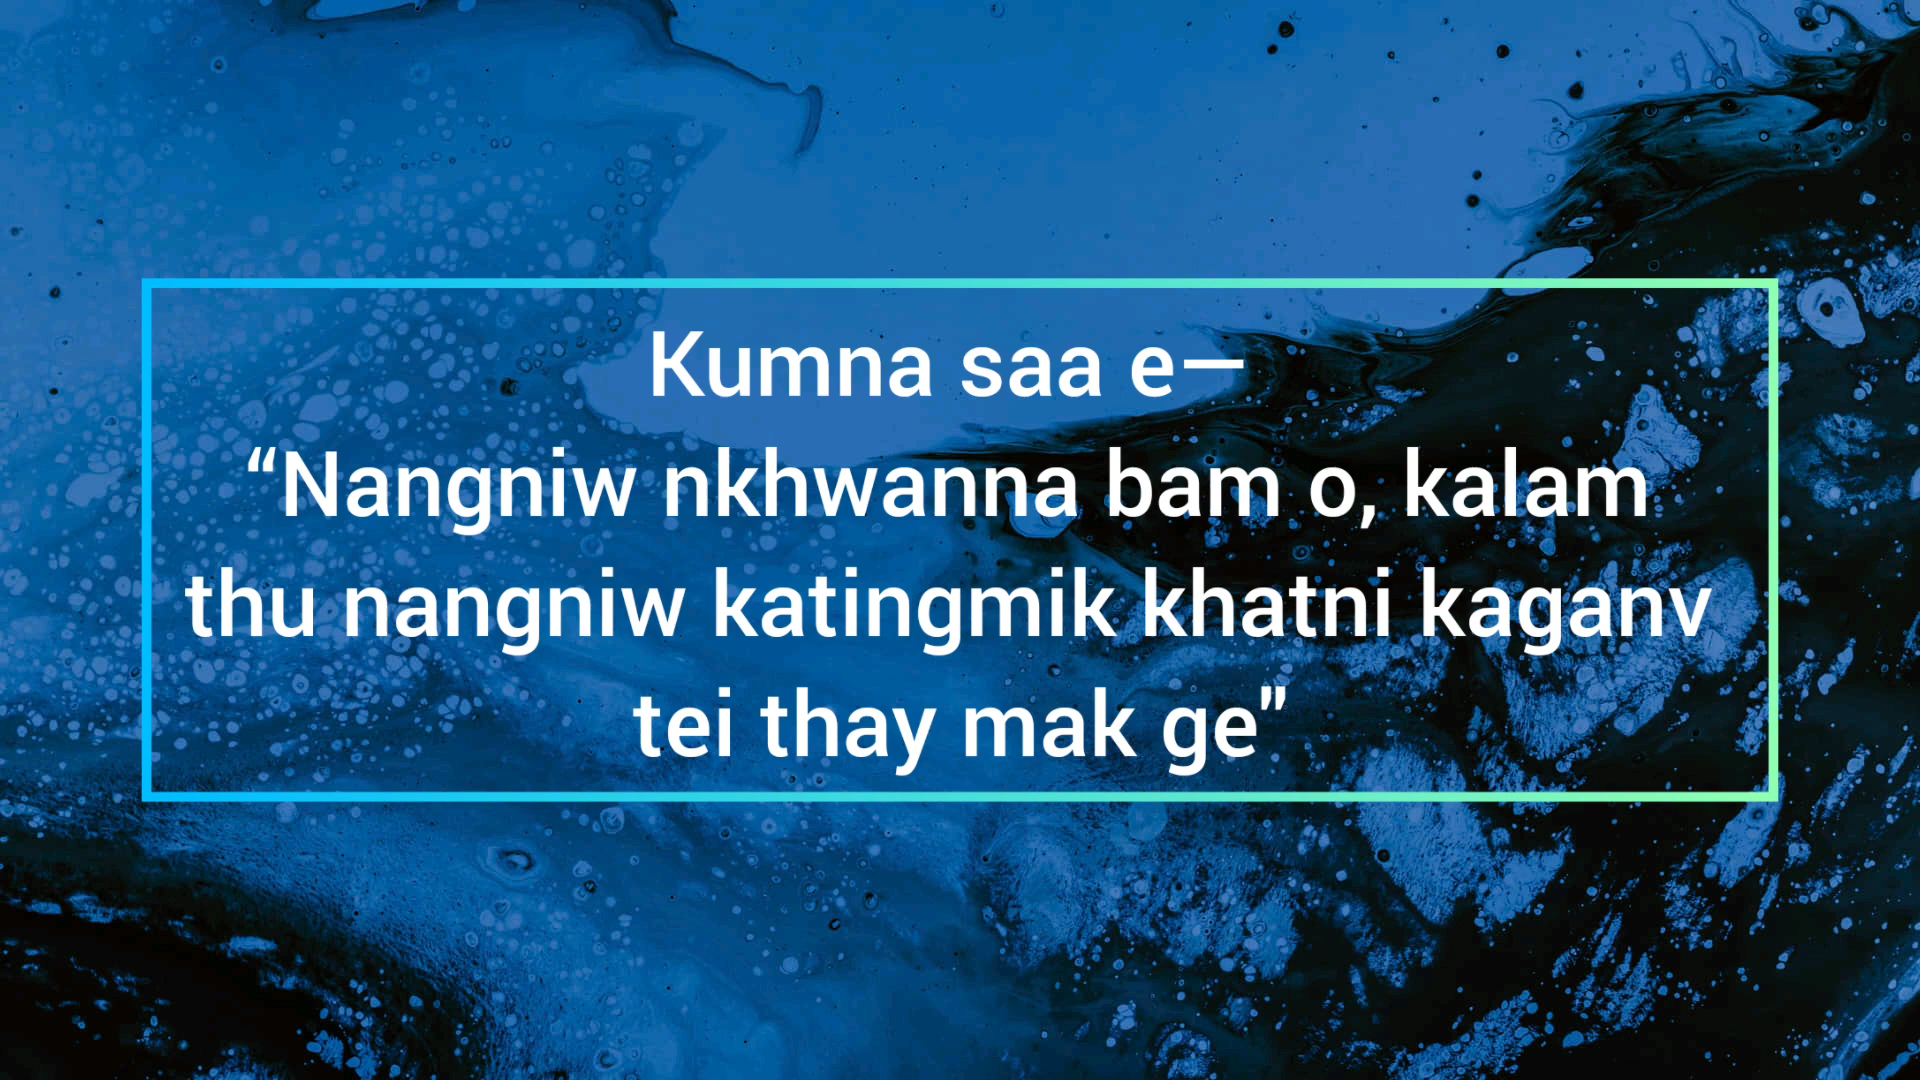 Kumna saa e—
“Nangniw nkhwanna bam o, kalam
thu nangniw katingmik khatni kaganv
tei thay mak ge”